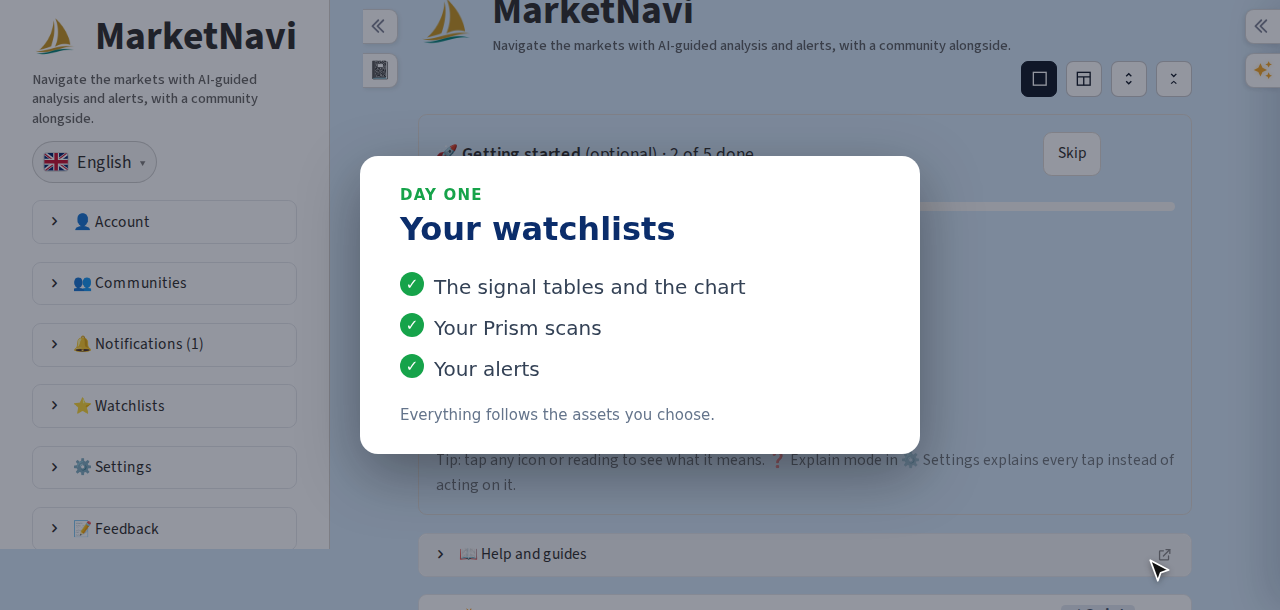 MarketNavi
Navigate the markets with AI-guided
analysis and alerts, with a community
alongside.
English
Account
Communities
Notifications (1)
Watchlists
Settings
Feedback
MarketNavi
Navigate the markets with AI-guided analysis and alerts, with a community alongside.
Getting started (optional) · 2 of 5 done
Skip
DAY ONE
Your watchlists
The signal tables and the chart
Your Prism scans
Your alerts
Everything follows the assets you choose.
Tip: tap any icon or reading to see what it means. ❓ Explain mode in ⚙️ Settings explains every tap instead of
acting on it.
Help and guides